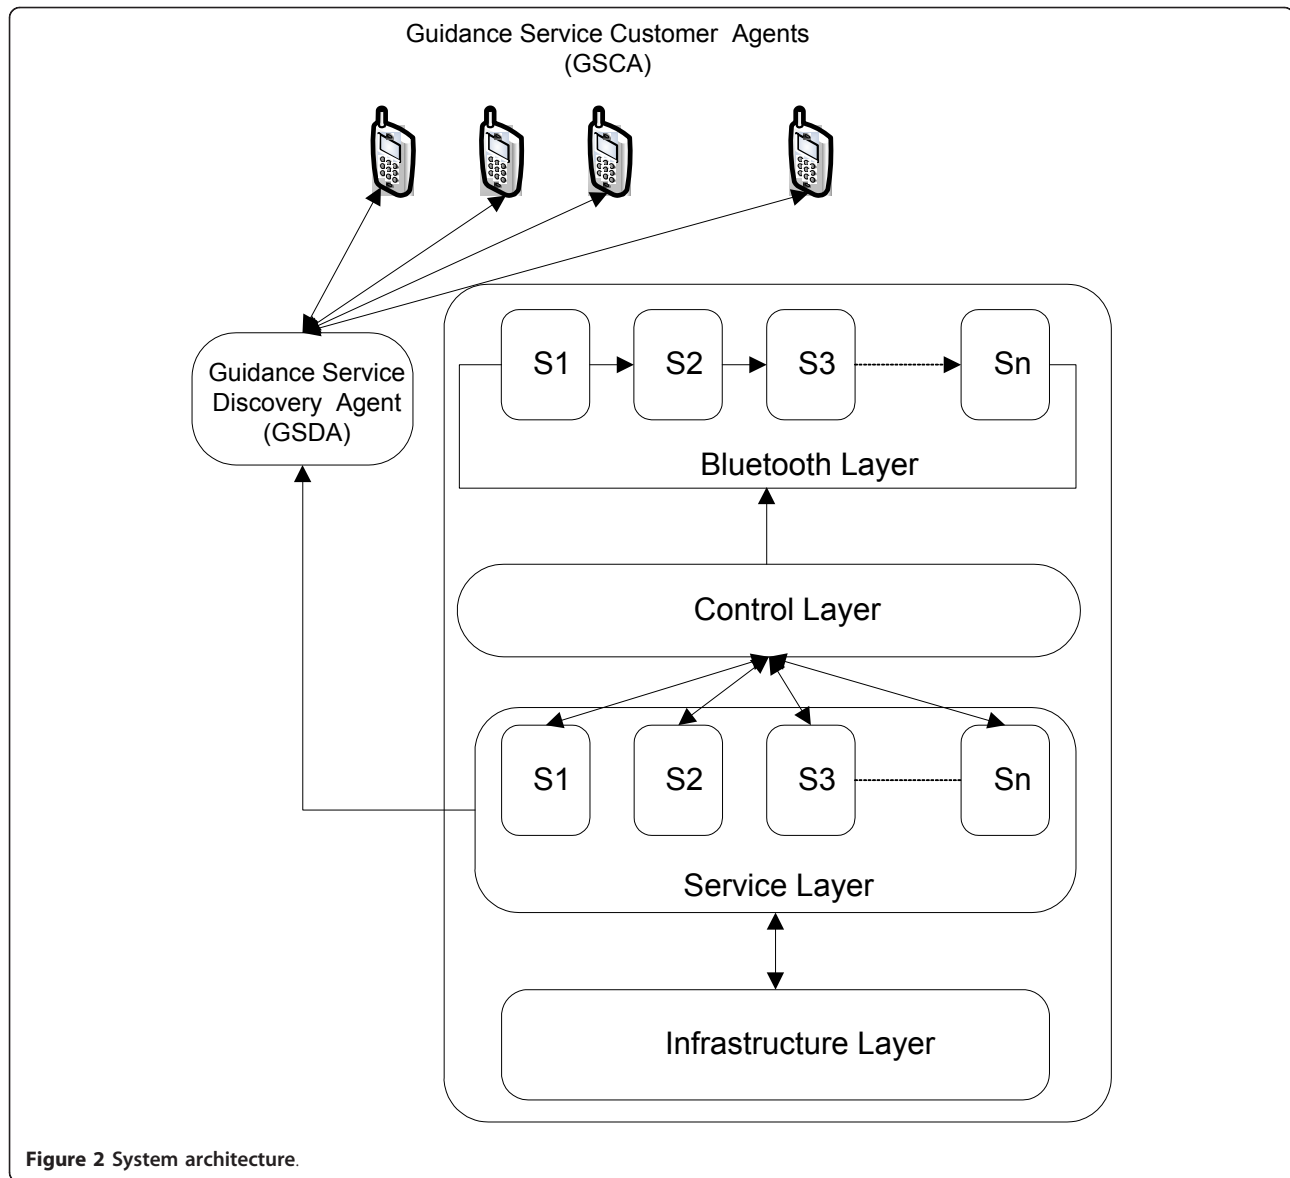 Guidance Service Customer Agents
(GSCA)
Guidance Service
Discovery Agent
(GSDA)
S1 S2 S3 Sn
Bluetooth Layer
Control Layer
S1 S2 S3 Sn
Service Layer
Infrastructure Layer
Figure 2 System architecture.